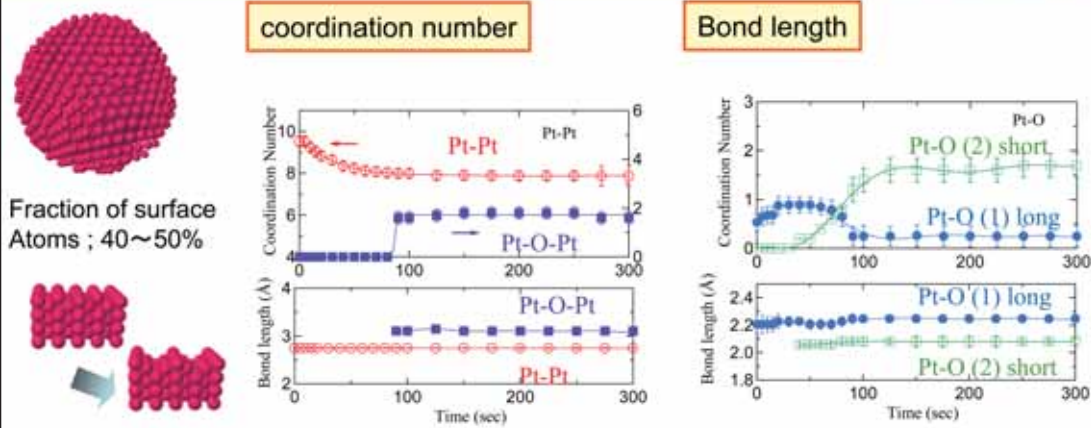 coordination number
Bond length
Fraction of surface
Atoms ; 40～50%
Coordination Number
10
8
6
4
6
4
2
0
Pt-Pt
Pt-Pt
Pt-O-Pt
0
100
200
300
Bond length (Å)
4
3
2
Pt-O-Pt
Pt-Pt
0
100
200
300
Time (sec)
Coordination Number
3
2
1
0
Pt-O
Pt-O (2) short
Pt-O (1) long
0
100
200
300
Bond length (Å)
2.4
2.2
2.0
1.8
Pt-O (1) long
Pt-O (2) short
0
100
200
300
Time (sec)